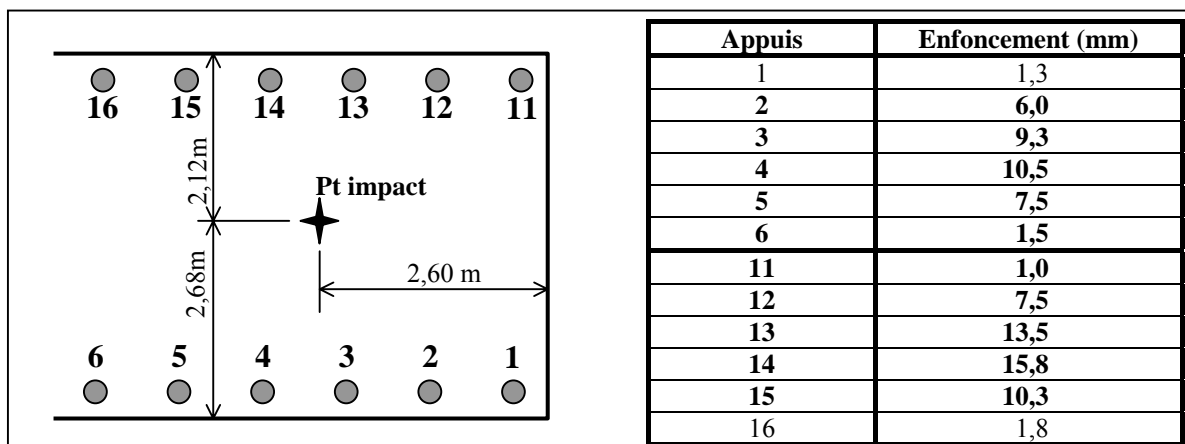 16 15 14 13 12 11
2,12m
Pt impact
2,68m
2,60 m
6 5 4 3 2 1
Appuis Enfoncement (mm)
1 1,3
2 6,0
3 9,3
4 10,5
5 7,5
6 1,5
11 1,0
12 7,5
13 13,5
14 15,8
15 10,3
16 1,8